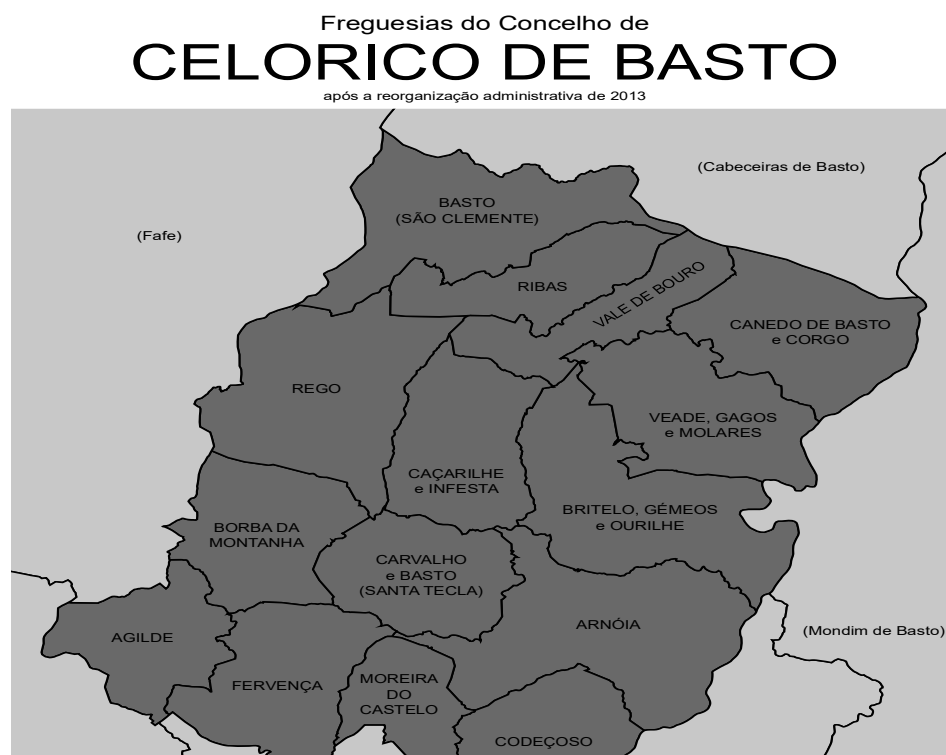 Freguesias do Concelho de
CELORICO DE BASTO
após a reorganização administrativa de 2013
(Cabeceiras de Basto)
BASTO
(SÃO CLEMENTE)
(Fafe)
RIBAS
VALE DE BOURO
CANEDO DE BASTO
e CORGO
REGO
VEADE, GAGOS
e MOLARES
CAÇARILHE
e INFESTA
BRITELO, GÉMEOS
e OURILHE
BORBA DA
MONTANHA
CARVALHO
e BASTO
(SANTA TECLA)
ARNÓIA
(Mondim de Basto)
AGILDE
FERVENÇA
MOREIRA
DO
CASTELO
CODEÇOSO